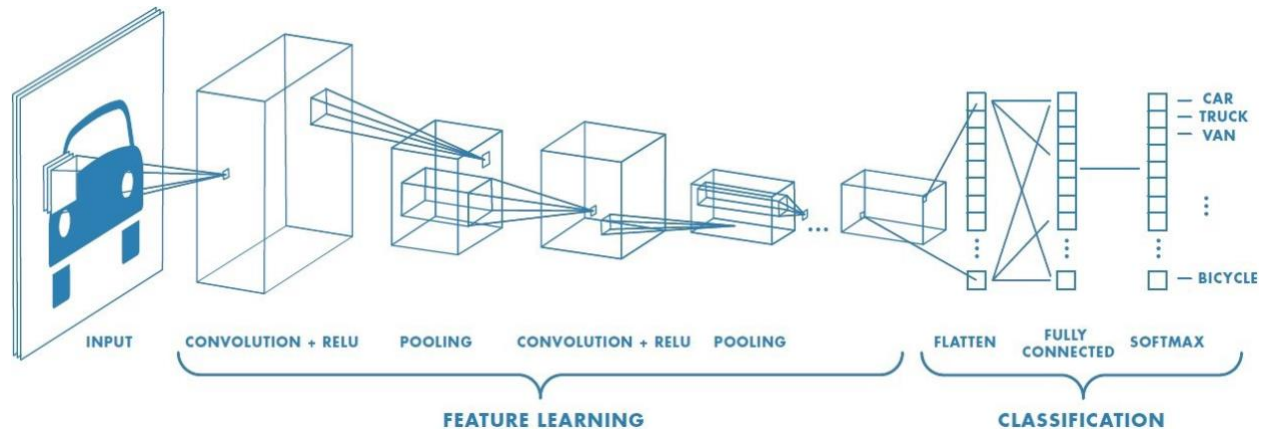 CAR
TRUCK
VAN
BICYCLE
INPUT
CONVOLUTION + RELU
POOLING
CONVOLUTION + RELU
POOLING
FLATTEN
FULLY
CONNECTED
SOFTMAX
FEATURE LEARNING
CLASSIFICATION